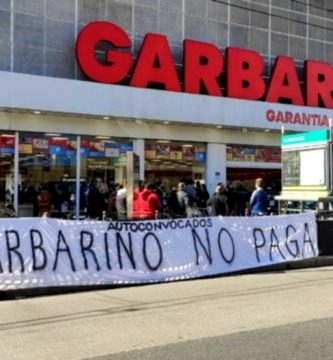 GARBAR
GARANTIA
AUTOCONVOCADOS
ARBARINO NO PAGA